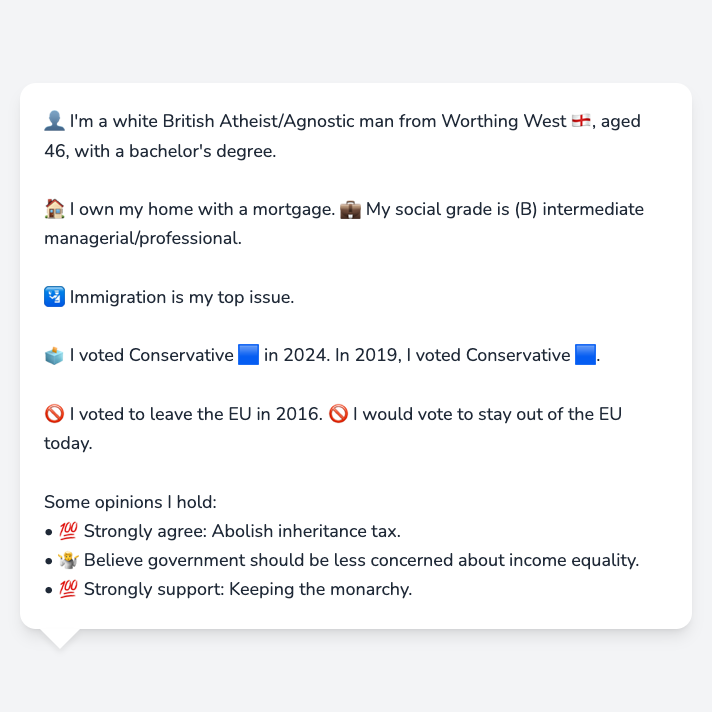 👤 I'm a white British Atheist/Agnostic man from Worthing West 🏴󠁧󠁢󠁥󠁮󠁧󠁿, aged
46, with a bachelor's degree.
🏠 I own my home with a mortgage. 💼 My social grade is (B) intermediate
managerial/professional.
🛂 Immigration is my top issue.
🗳️ I voted Conservative 🟦 in 2024. In 2019, I voted Conservative 🟦.
🚫 I voted to leave the EU in 2016. 🚫 I would vote to stay out of the EU
today.
Some opinions I hold:
• 💯 Strongly agree: Abolish inheritance tax.
• 🤷 Believe government should be less concerned about income equality.
• 💯 Strongly support: Keeping the monarchy.